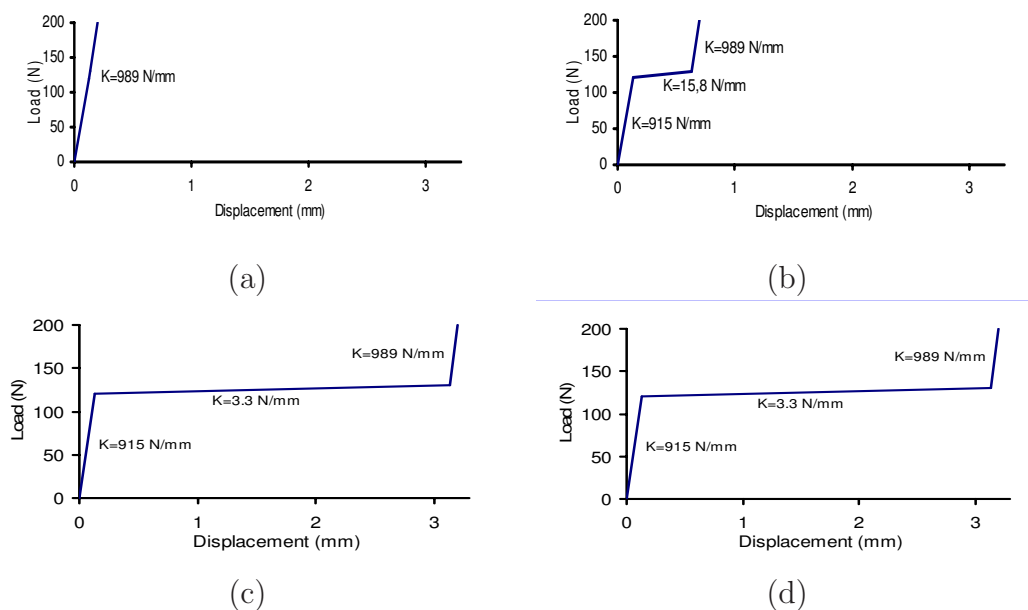 200
150
100
50
0
Load (N)
K=989 N/mm
0 1 2 3
Displacement (mm)
(a)
200
150
100
50
0
Load (N)
K=989 N/mm
K=15,8 N/mm
K=915 N/mm
0 1 2 3
Displacement (mm)
(b)
200
150
100
50
0
Load (N)
K=989 N/mm
K=3.3 N/mm
K=915 N/mm
0 1 2 3
Displacement (mm)
(c)
200
150
100
50
0
Load (N)
K=989 N/mm
K=3.3 N/mm
K=915 N/mm
0 1 2 3
Displacement (mm)
(d)